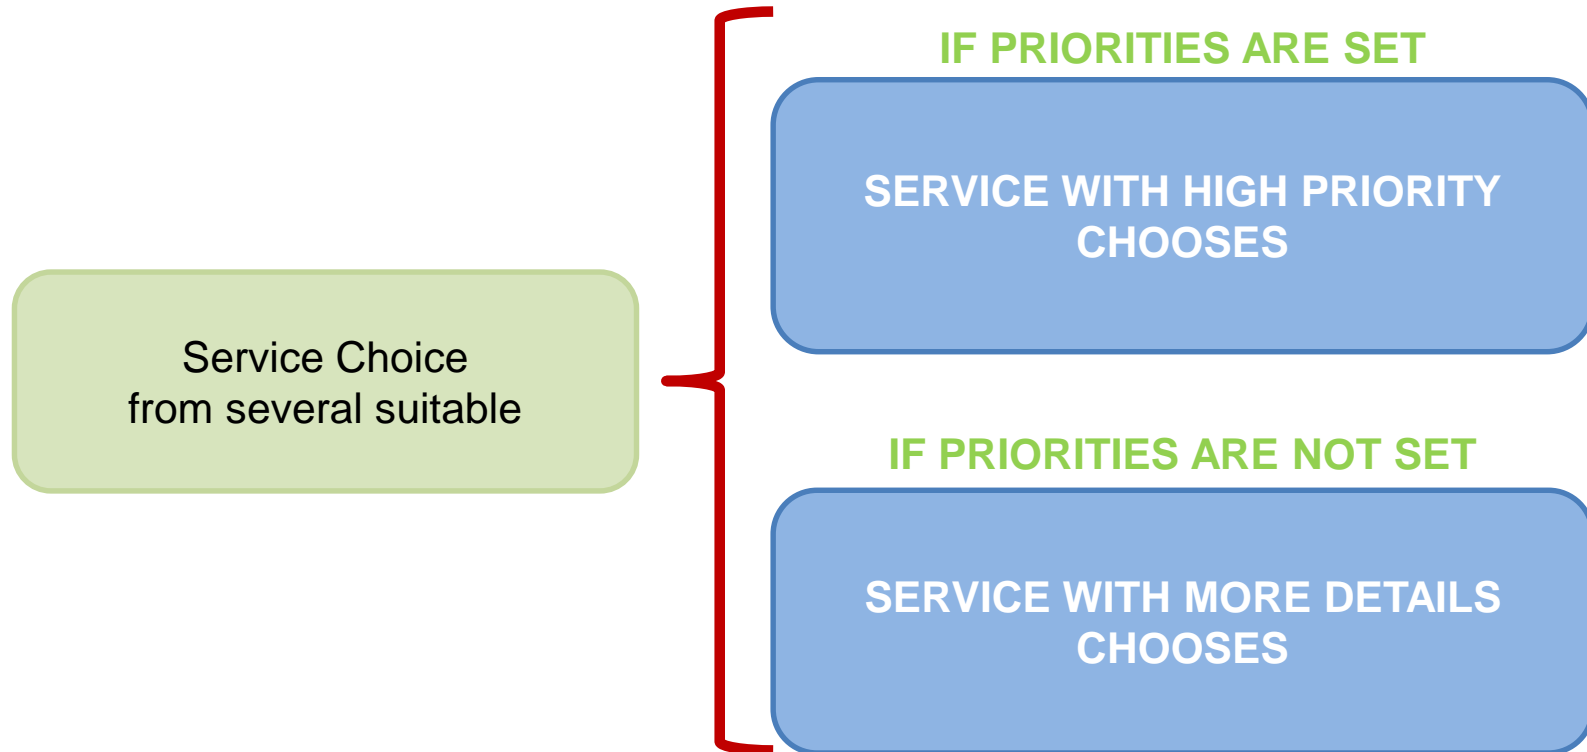 IF PRIORITIES ARE SET
SERVICE WITH HIGH PRIORITY
CHOOSES
Service Choice
from several suitable
IF PRIORITIES ARE NOT SET
SERVICE WITH MORE DETAILS
CHOOSES